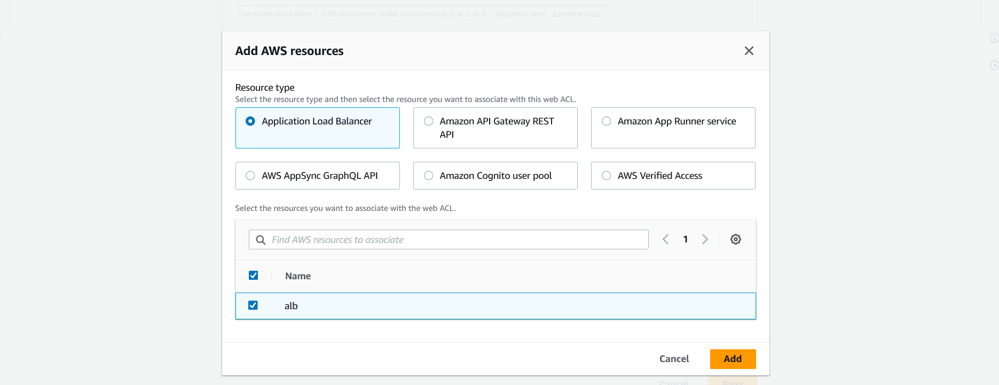 The name must have 1-128 characters. Valid characters: A-Z, a-z, 0-9, - (hyphen), and _ (underscore).
Add AWS resources
Resource type
Select the resource type and then select the resource you want to associate with this web ACL.
Application Load Balancer
Amazon API Gateway REST
API
Amazon App Runner service
AWS AppSync GraphQL API
Amazon Cognito user pool
AWS Verified Access
Select the resources you want to associate with the web ACL.
Find AWS resources to associate
1
Name
alb
Cancel
Add
Cancel
Next